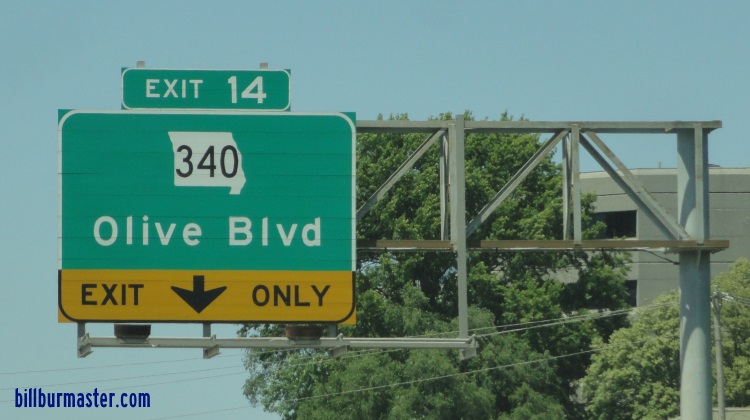 EXIT 14
340
Olive Blvd
EXIT ONLY
billburmaster.com